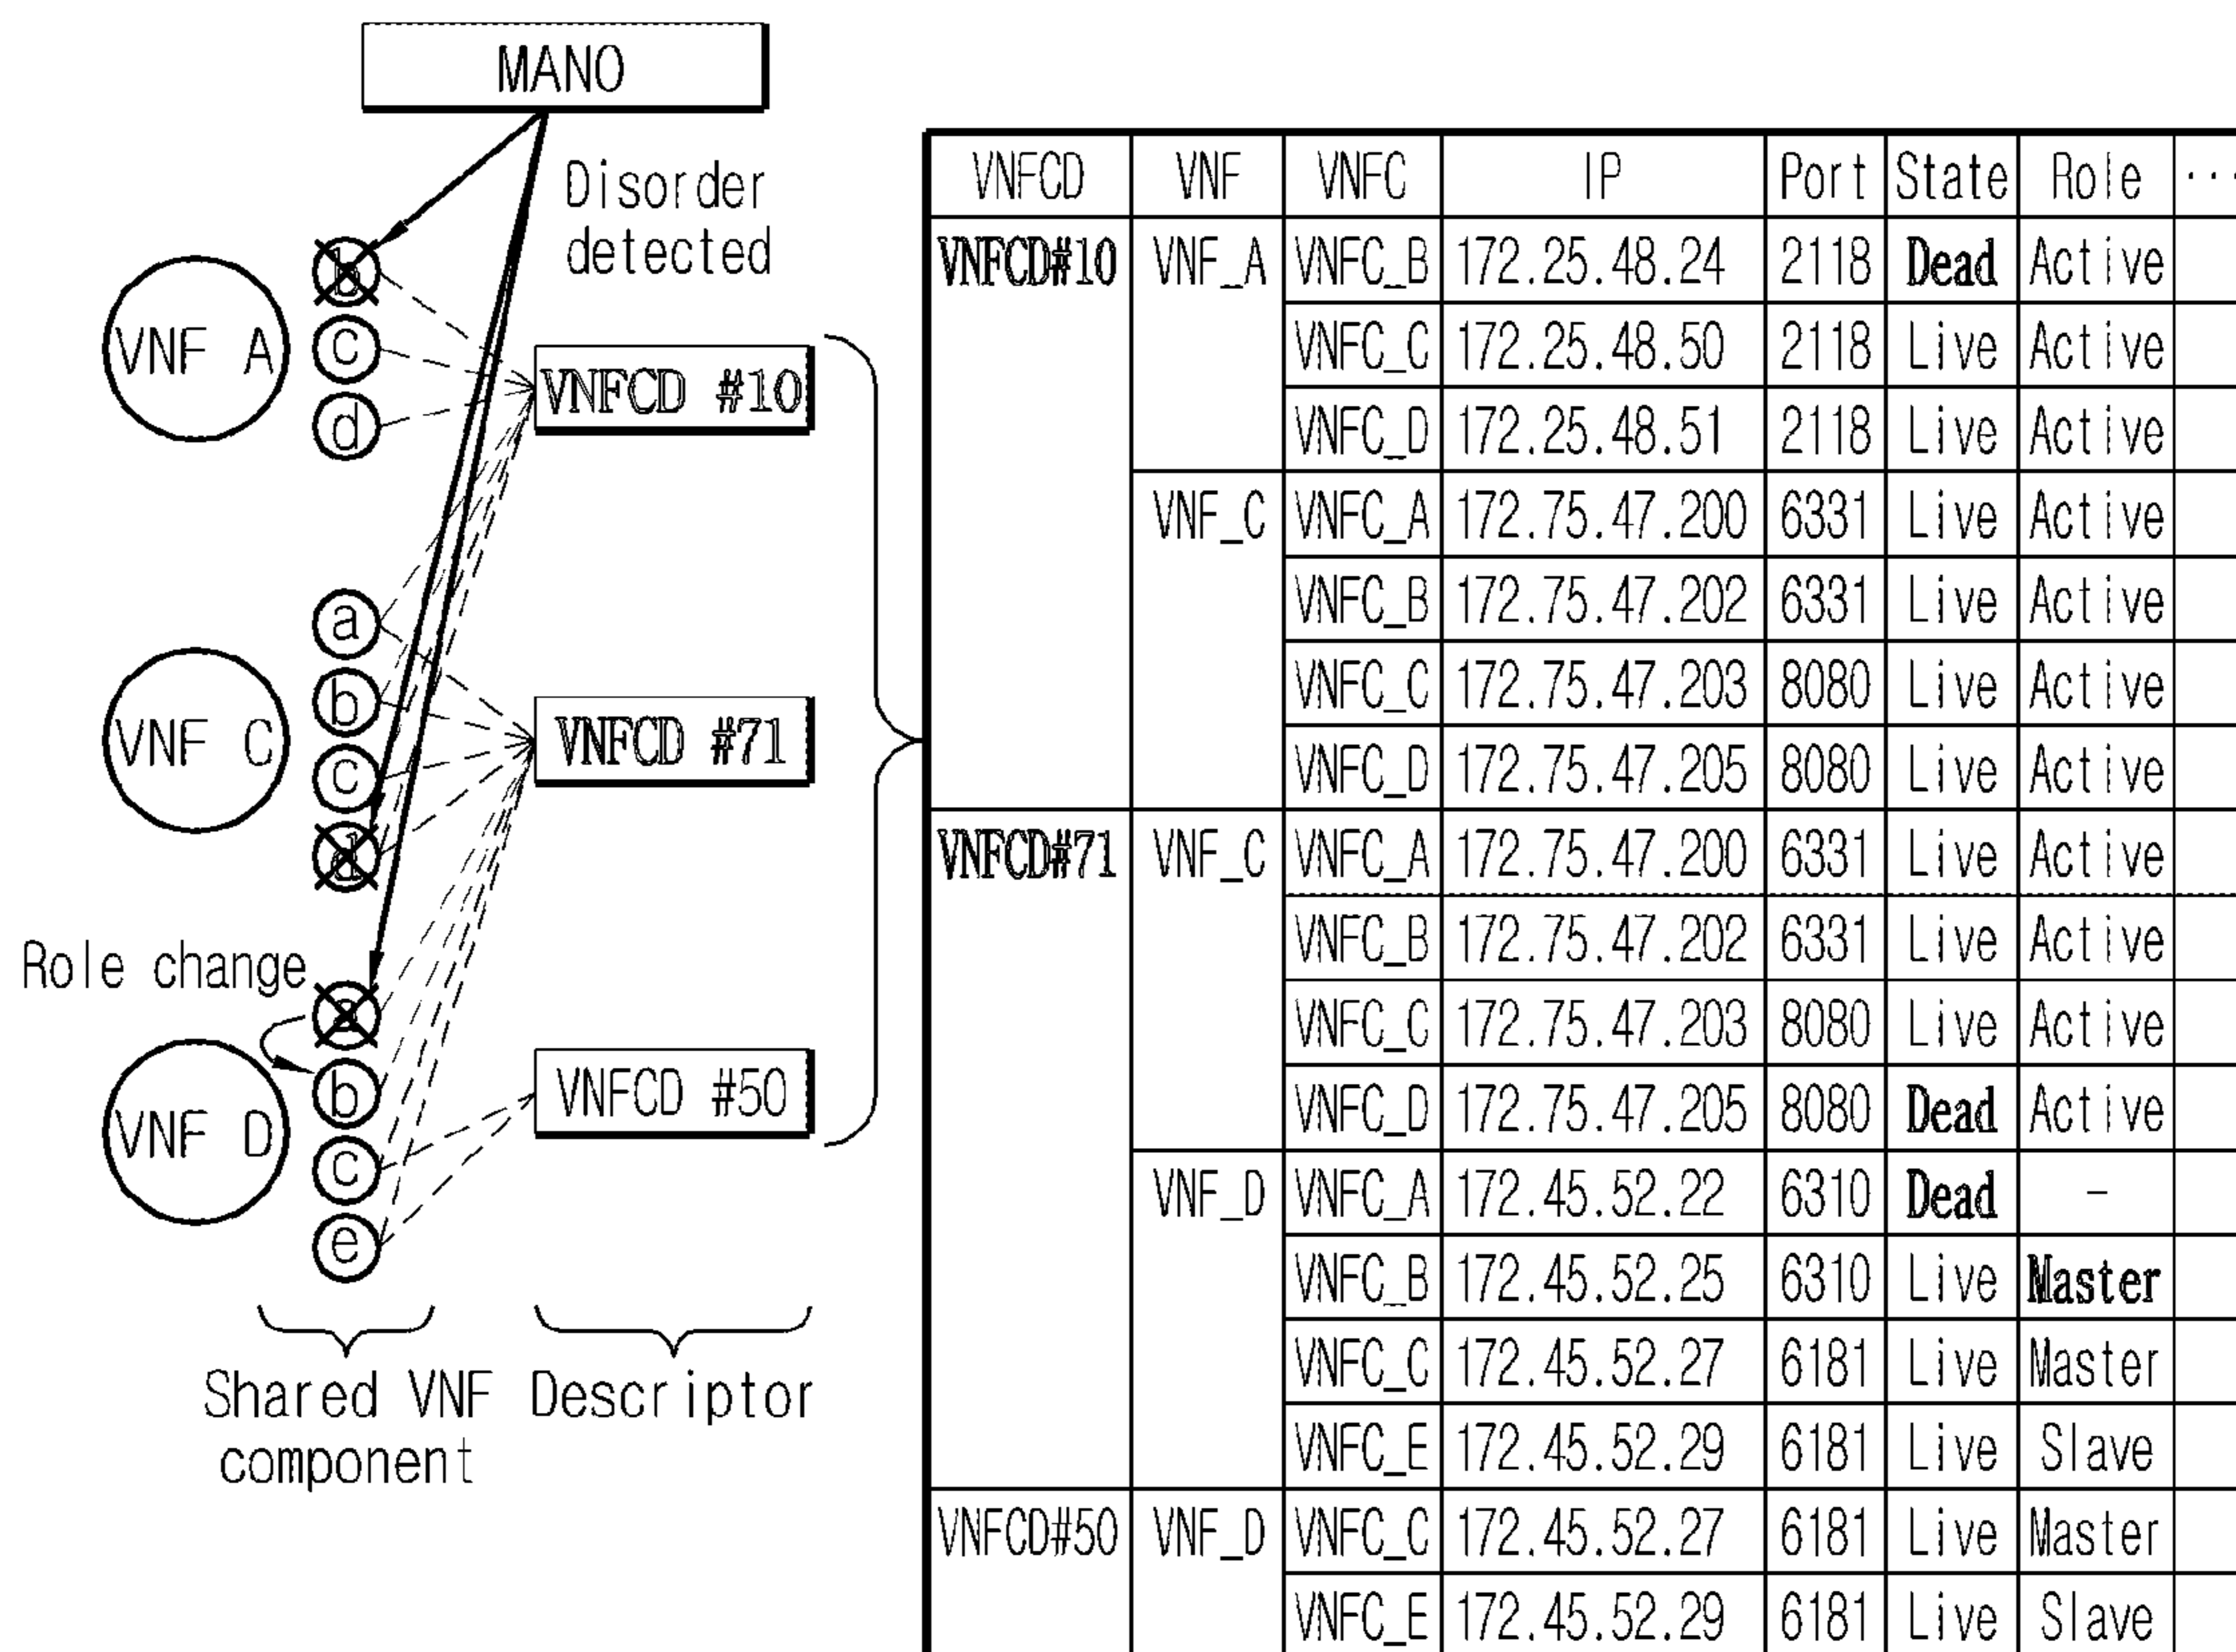 MANO
Disorder
detected
VNF A
b
c
d
VNFCD #10
VNF C
a
b
c
d
VNFCD #71
Role change
VNF D
b
c
e
VNFCD #50
Shared VNF
component
Descriptor
VNFCD VNF VNFC IP Port State Role ...
VNFCD#10 VNF_A VNFC_B 172.25.48.24 2118 Dead Active
VNFC_C 172.25.48.50 2118 Live Active
VNFC_D 172.25.48.51 2118 Live Active
VNF_C VNFC_A 172.75.47.200 6331 Live Active
VNFC_B 172.75.47.202 6331 Live Active
VNFC_C 172.75.47.203 8080 Live Active
VNFC_D 172.75.47.205 8080 Live Active
VNFCD#71 VNF_C VNFC_A 172.75.47.200 6331 Live Active
VNFC_B 172.75.47.202 6331 Live Active
VNFC_C 172.75.47.203 8080 Live Active
VNFC_D 172.75.47.205 8080 Dead Active
VNF_D VNFC_A 172.45.52.22 6310 Dead -
VNFC_B 172.45.52.25 6310 Live Master
VNFC_C 172.45.52.27 6181 Live Master
VNFC_E 172.45.52.29 6181 Live Slave
VNFCD#50 VNF_D VNFC_C 172.45.52.27 6181 Live Master
VNFC_E 172.45.52.29 6181 Live Slave